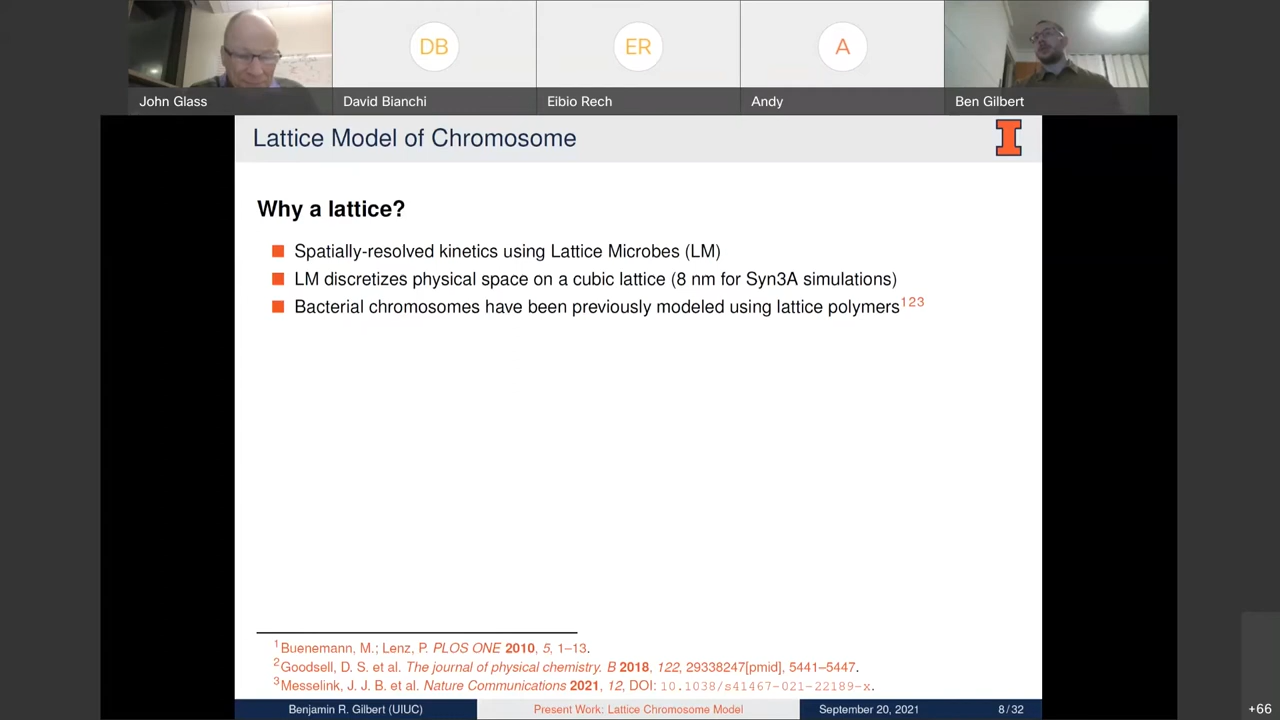 DB
ER
A
John Glass
David Bianchi
Eibio Rech
Andy
Ben Gilbert
Lattice Model of Chromosome
Why a lattice?
Spatially-resolved kinetics using Lattice Microbes (LM)
LM discretizes physical space on a cubic lattice (8 nm for Syn3A simulations)
Bacterial chromosomes have been previously modeled using lattice polymers123
1Buenemann, M.; Lenz, P. PLOS ONE 2010, 5, 1–13.
2Goodsell, D. S. et al. The journal of physical chemistry. B 2018, 122, 29338247[pmid], 5441–5447.
3Messelink, J. J. B. et al. Nature Communications 2021, 12, DOI: 10.1038/s41467-021-22189-x.
Benjamin R. Gilbert (UIUC)
Present Work: Lattice Chromosome Model
September 20, 2021
8/32
+66